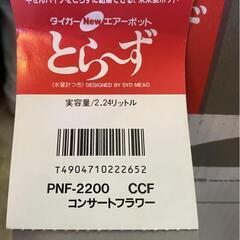 タイガー New エアーポット
とら〜ず
〈水量計つき〉 DESIGNED BY SYD MEAD
実容量/2.24リットル
T4904710222652
PNF-2200 CCF
コンサートフラワー